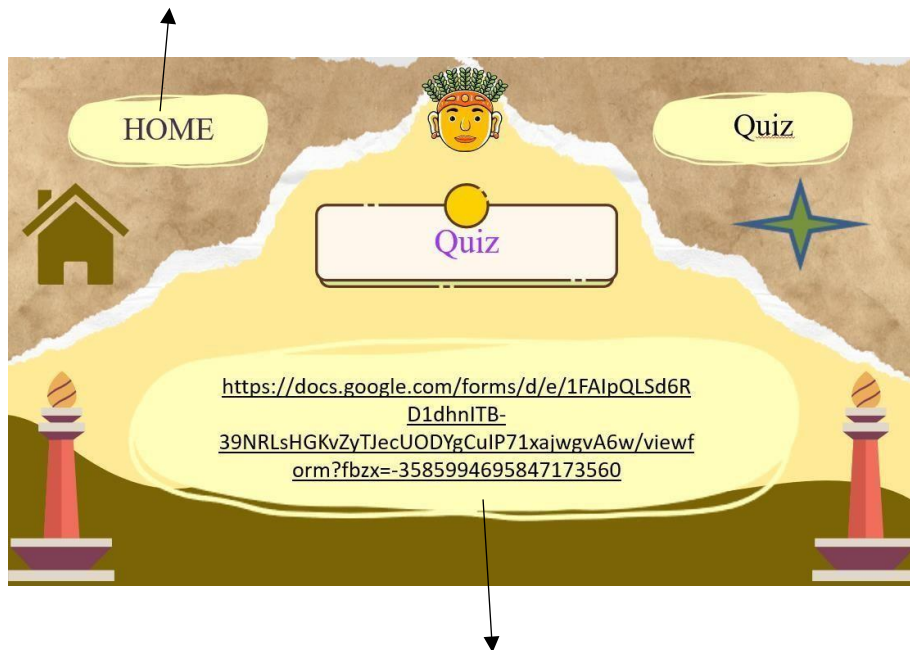 HOME
Quiz
Quiz
https://docs.google.com/forms/d/e/1FAIpQLSd6R
D1dhnITB-
39NRLsHGKvZyTJecUODYgCuIP71xajwgvA6w/viewf
orm?fbzx=-3585994695847173560